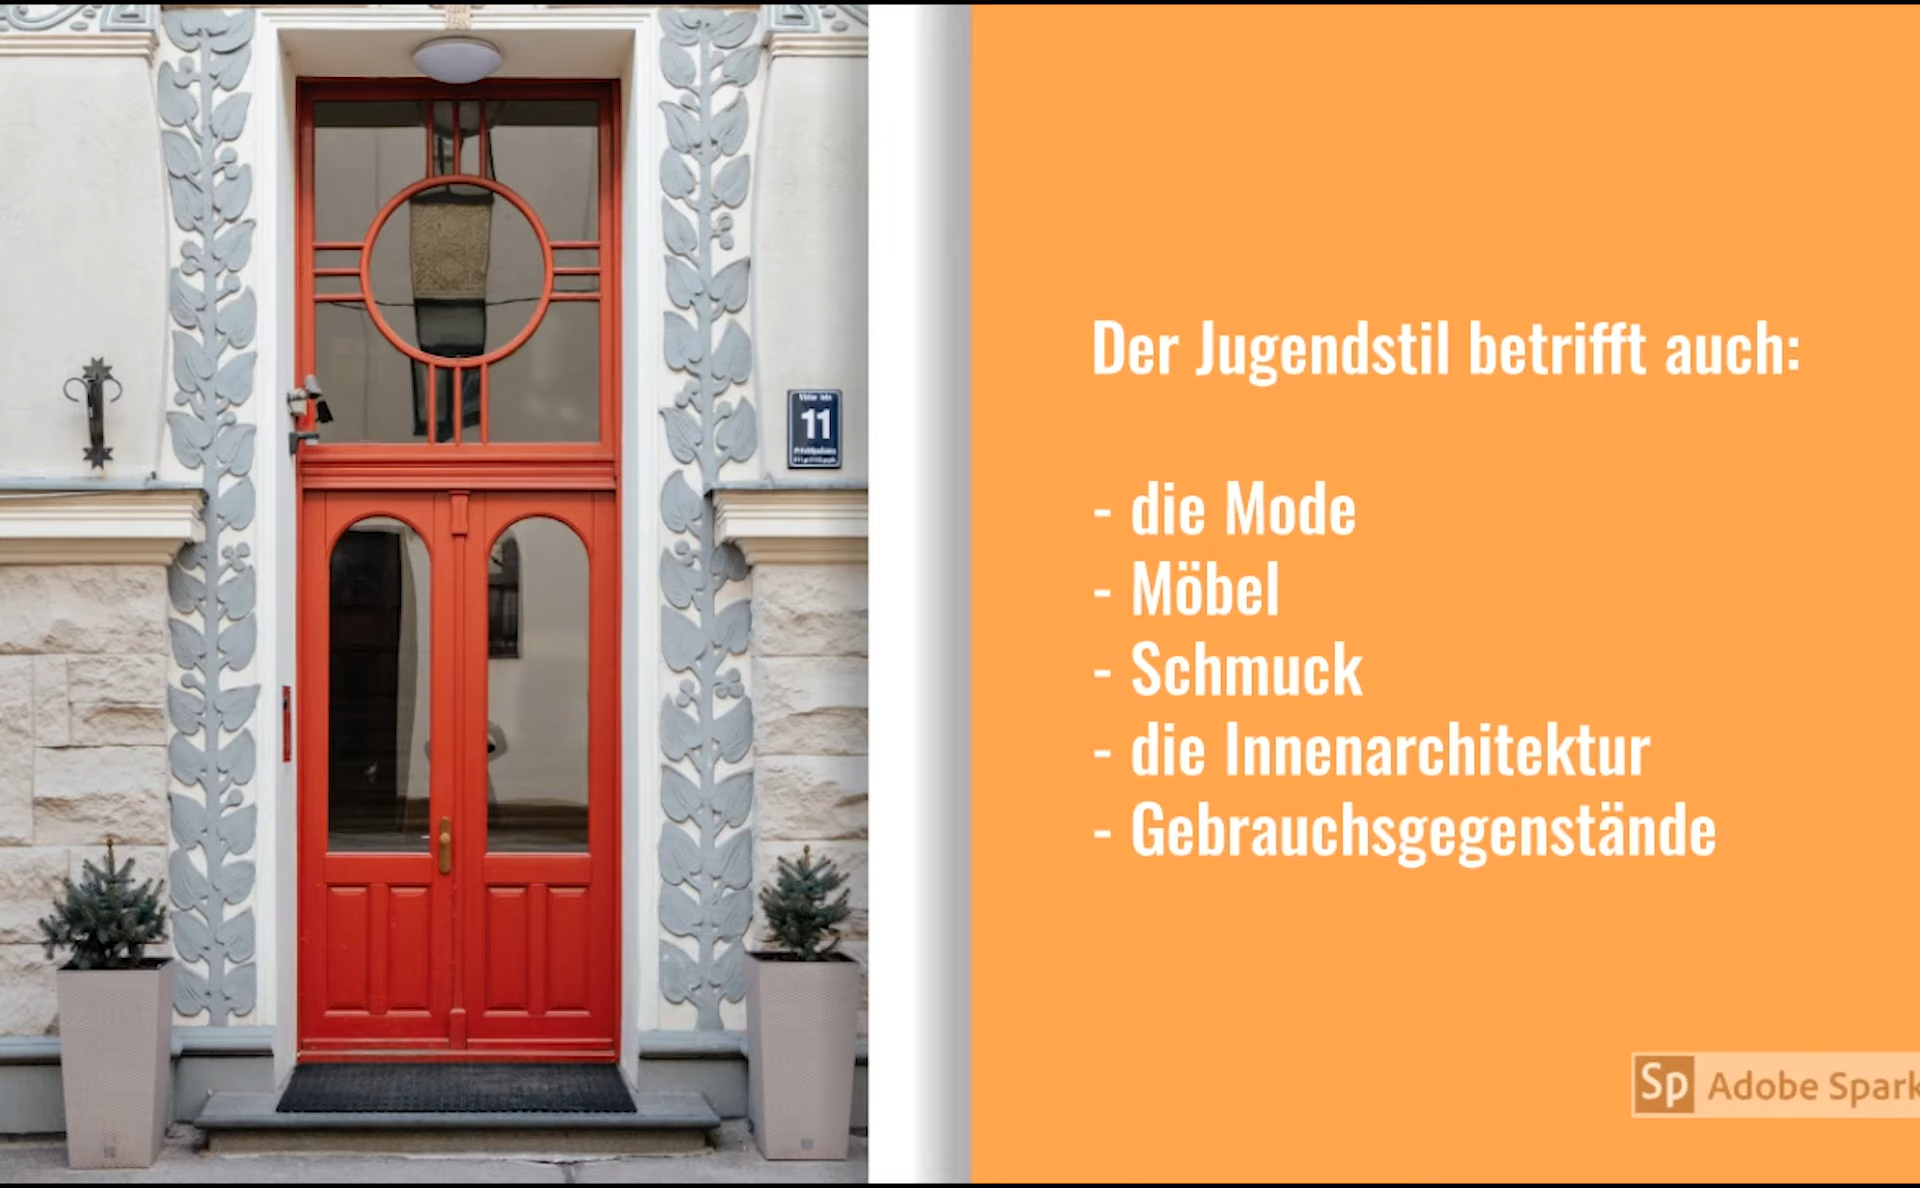 11
Der Jugendstil betrifft auch:
- die Mode
- Möbel
- Schmuck
- die Innenarchitektur
- Gebrauchsgegenstände
Sp Adobe Spark